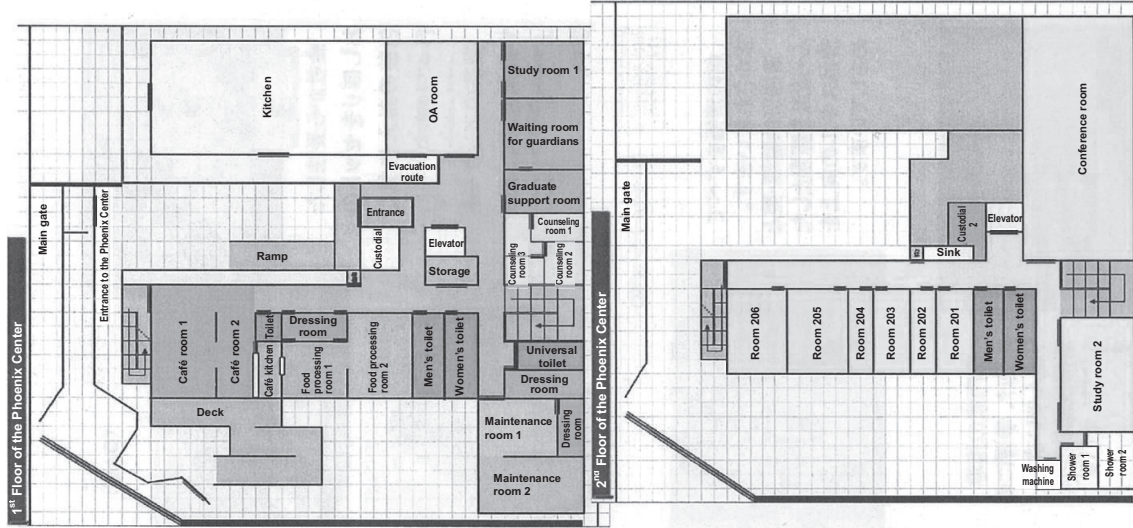 1st Floor of the Phoenix Center
Main gate
Entrance to the Phoenix Center
Kitchen
OA room
Evacuation
route
Study room 1
Waiting room
for guardians
Graduate
support room
Entrance
Custodial
Elevator
Storage
Counseling
room 1
Counseling
room 3
Counseling
room 2
Ramp
Café room 1
Café room 2
Toilet
Café kitchen
Dressing
room
Food
processing
room 1
Food processing
room 2
Men's toilet
Women's toilet
Universal
toilet
Dressing
room
Deck
Maintenance
room 1
Dressing
room
Maintenance
room 2
2nd Floor of the Phoenix Center
Main gate
Conference room
Custodial
2
Elevator
Sink
Room 206
Room 205
Room 204
Room 203
Room 202
Room 201
Men's toilet
Women's toilet
Study room 2
Washing
machine
Shower
room 1
Shower
room 2